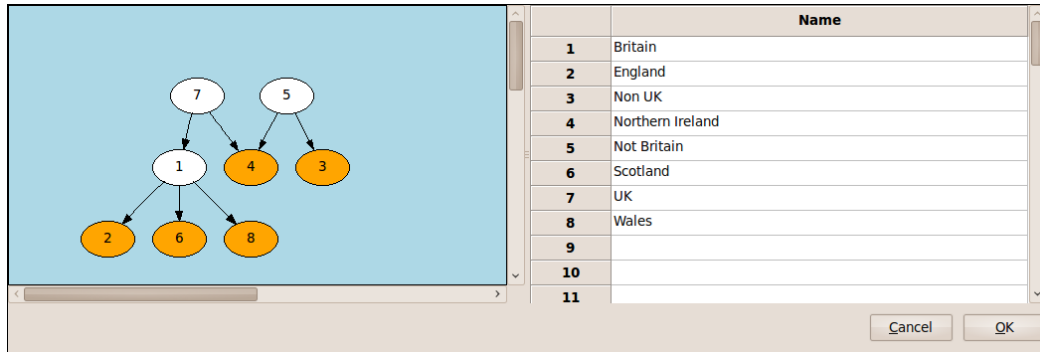 7 5
1 4 3
2 6 8
Name
1 Britain
2 England
3 Non UK
4 Northern Ireland
5 Not Britain
6 Scotland
7 UK
8 Wales
9
10
11
Cancel OK